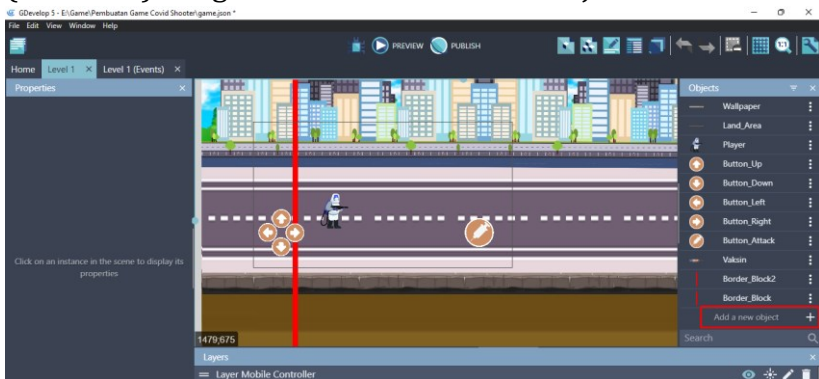 GDevelop 5 - E:\Game\Pembuatan Game Covid Shooter\game.json *
File Edit View Window Help
PREVIEW PUBLISH
1:1
Home Level 1 × Level 1 (Events) ×
Properties ×
Objects ×
Wallpaper
Land_Area
Player
Button_Up
Button_Down
Button_Left
Button_Right
Button_Attack
Vaksin
Border_Block2
Border_Block
Add a new object +
Search
Click on an instance in the scene to display its
properties
1479;675
Layers ×
Layer Mobile Controller